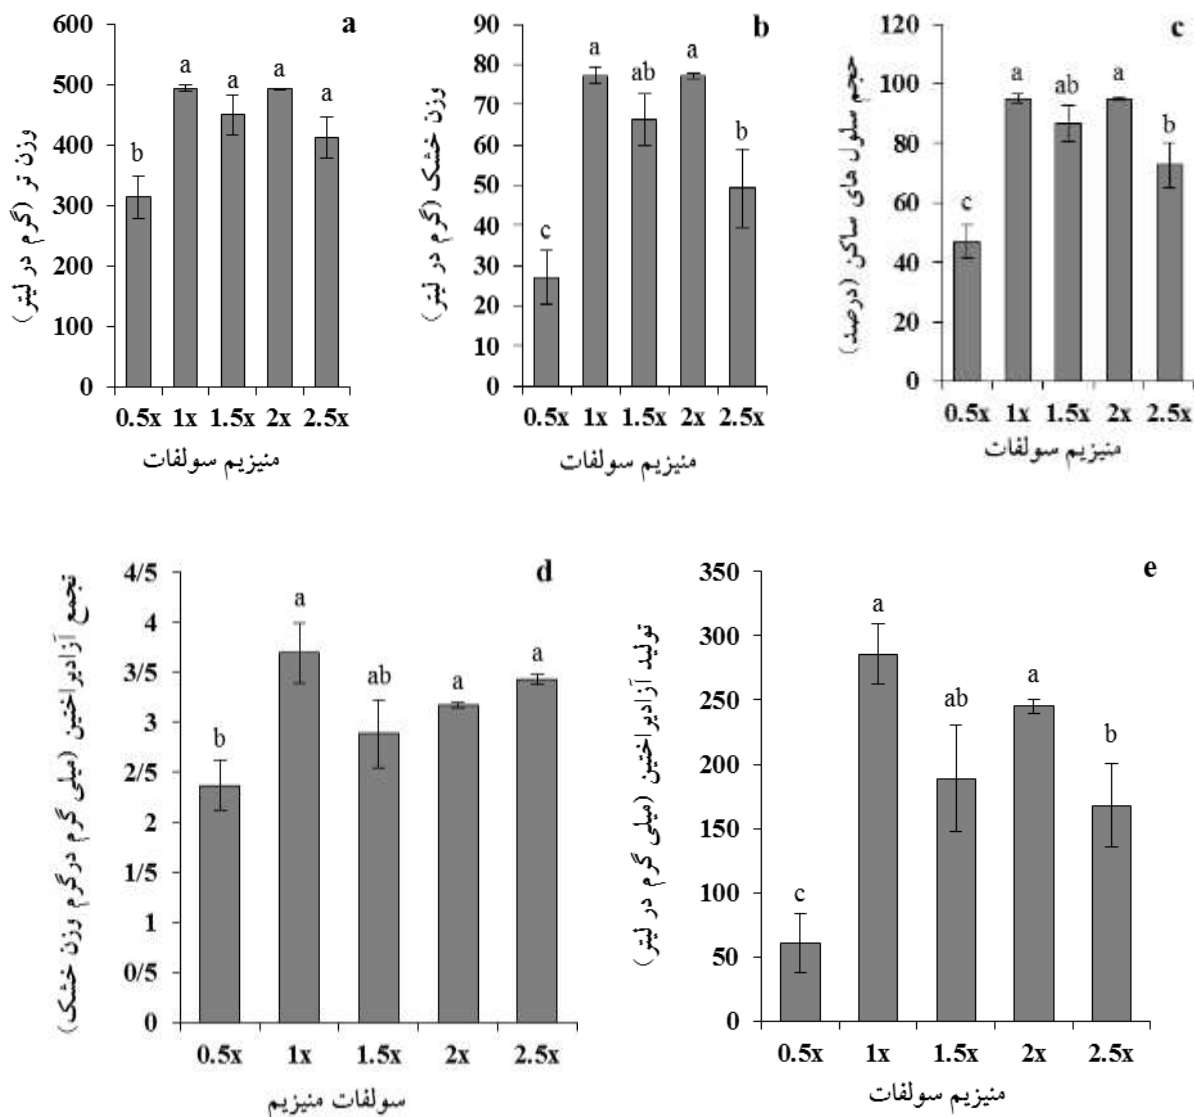 a
وزن تر (گرم در لیتر)
600
500
400
300
200
100
0
b
a
a
a
a
0.5x 1x 1.5x 2x 2.5x
منیزیم سولفات
b
وزن خشک (گرم در لیتر)
90
80
70
60
50
40
30
20
10
0
c
a
ab
a
b
0.5x 1x 1.5x 2x 2.5x
منیزیم سولفات
c
حجم سلول های ساکن (درصد)
120
100
80
60
40
20
0
c
a
ab
a
b
0.5x 1x 1.5x 2x 2.5x
منیزیم سولفات
d
تجمع آزادیراختین (میلی گرم درگرم وزن خشک)
4/5
4
3/5
3
2/5
2
1/5
1
0/5
0
b
a
ab
a
a
0.5x 1x 1.5x 2x 2.5x
سولفات منیزیم
e
تولید آزادیراختین (میلی گرم در لیتر)
350
300
250
200
150
100
50
0
c
a
ab
a
b
0.5x 1x 1.5x 2x 2.5x
منیزیم سولفات